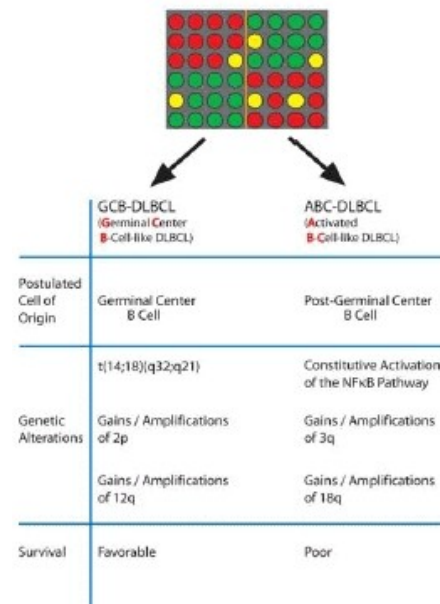 GCB-DLBCL
(Germinal Center
B-Cell-like DLBCL)
ABC-DLBCL
(Activated
B-Cell-like DLBCL)
Postulated
Cell of
Origin
Germinal Center
B Cell
Post-Germinal Center
B Cell
Genetic
Alterations
t(14;18)(q32;q21)
Constitutive Activation
of the NFκB Pathway
Gains / Amplifications
of 2p
Gains / Amplifications
of 3q
Gains / Amplifications
of 12q
Gains / Amplifications
of 18q
Survival
Favorable
Poor